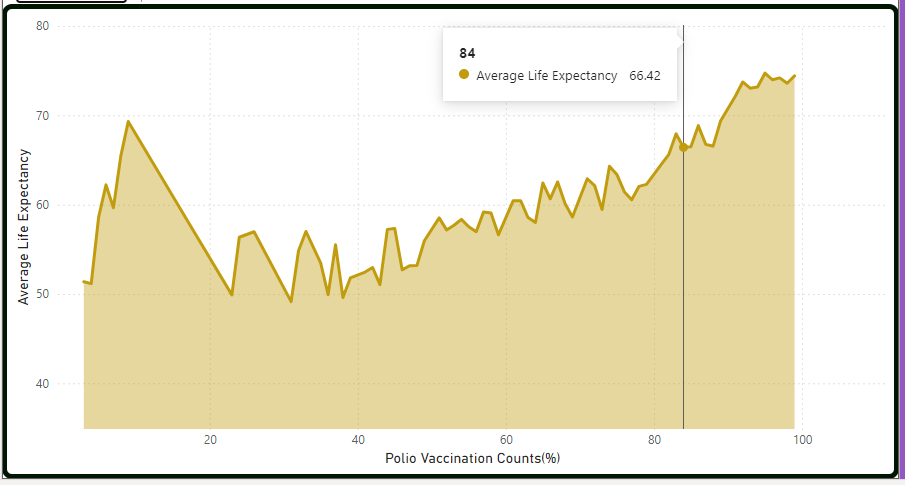 80
84
Average Life Expectancy 66.42
70
60
50
40
Average Life Expectancy
20 40 60 80 100
Polio Vaccination Counts(%)